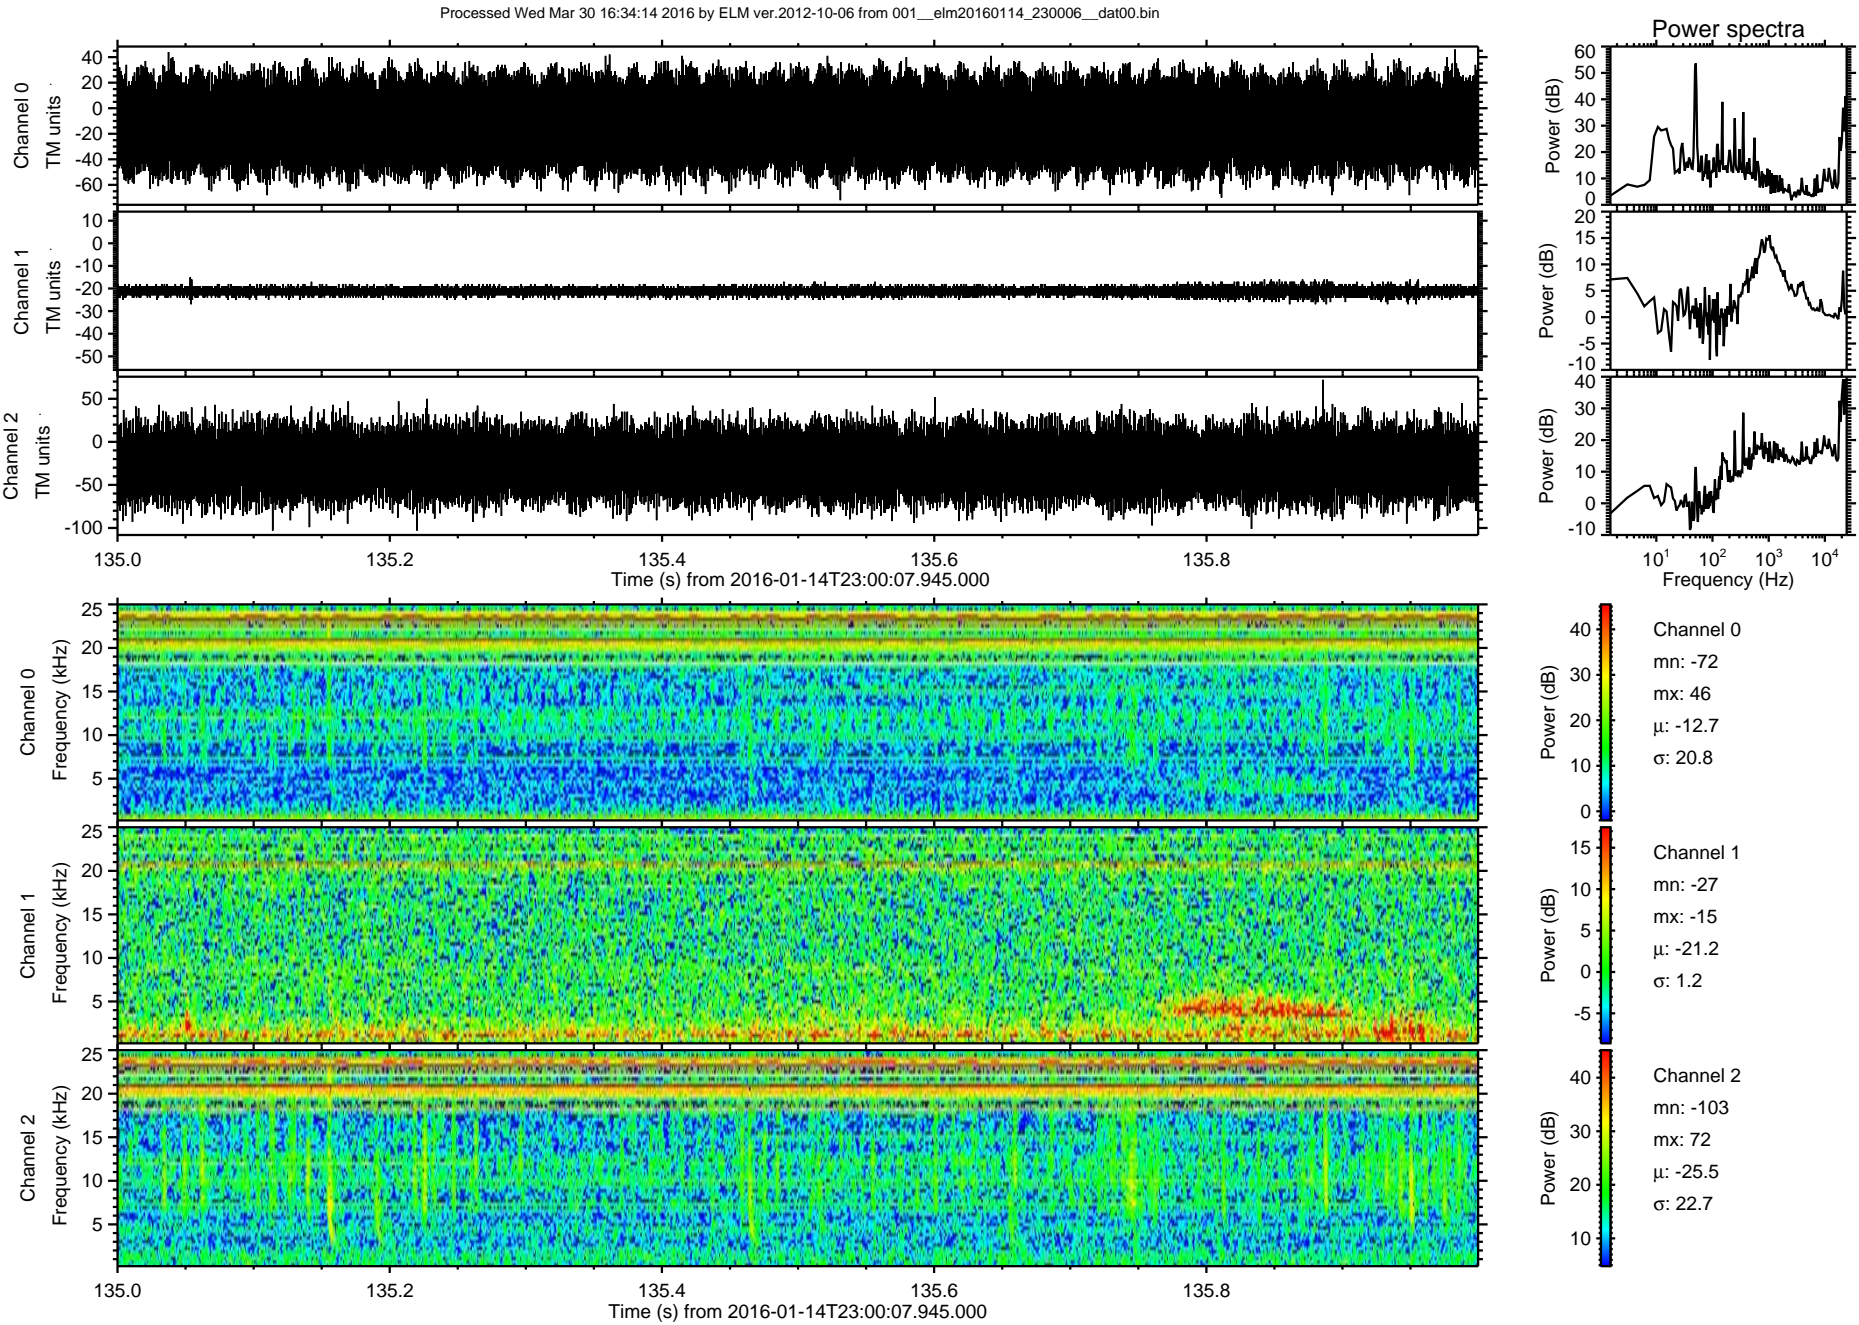 Processed Wed Mar 30 16:34:14 2016 by ELM ver.2012-10-06 from 001__elm20160114_230006__dat00.bin
Power spectra
Channel 0
TM units
40
20
0
-20
-40
-60
Power (dB)
60
50
40
30
20
10
0
Channel 1
TM units
10
0
-10
-20
-30
-40
-50
Power (dB)
20
15
10
5
0
-5
-10
Channel 2
TM units
50
0
-50
-100
Power (dB)
40
30
20
10
0
-10
135.0 135.2 135.4 135.6 135.8
Time (s) from 2016-01-14T23:00:07.945.000
10¹ 10² 10³ 10⁴
Frequency (Hz)
Channel 0
Frequency (kHz)
25
20
15
10
5
Power (dB)
40
30
20
10
0
Channel 0
mn: -72
mx: 46
μ: -12.7
σ: 20.8
Channel 1
Frequency (kHz)
25
20
15
10
5
Power (dB)
15
10
5
0
-5
Channel 1
mn: -27
mx: -15
μ: -21.2
σ: 1.2
Channel 2
Frequency (kHz)
25
20
15
10
5
Power (dB)
40
30
20
10
Channel 2
mn: -103
mx: 72
μ: -25.5
σ: 22.7
135.0 135.2 135.4 135.6 135.8
Time (s) from 2016-01-14T23:00:07.945.000